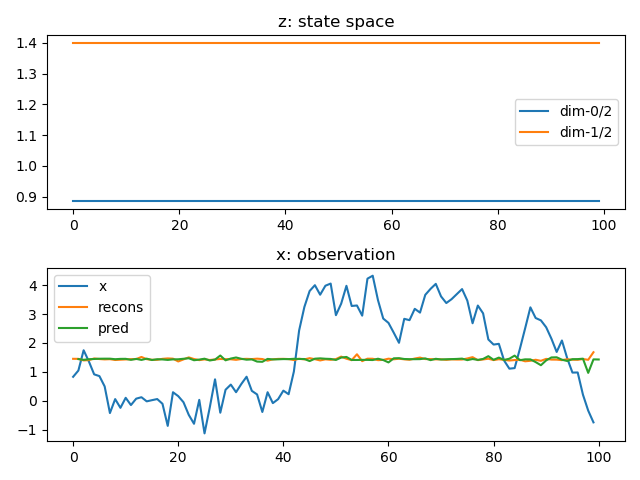 z: state space
1.4
1.3
1.2
1.1
1.0
0.9
dim-0/2
dim-1/2
0 20 40 60 80 100
x: observation
4
3
2
1
0
−1
x
recons
pred
0 20 40 60 80 100